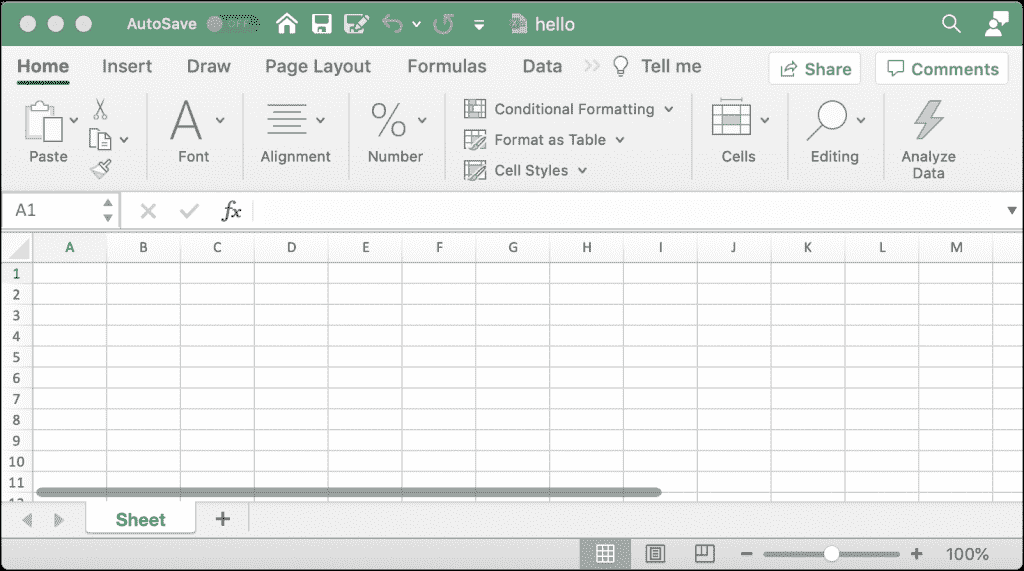 AutoSave OFF hello
Home Insert Draw Page Layout Formulas Data Tell me Share Comments
Paste Font Alignment Number Conditional Formatting Format as Table Cell Styles Cells Editing Analyze Data
A1 fx
A B C D E F G H I J K L M
1
2
3
4
5
6
7
8
9
10
11
Sheet
100%